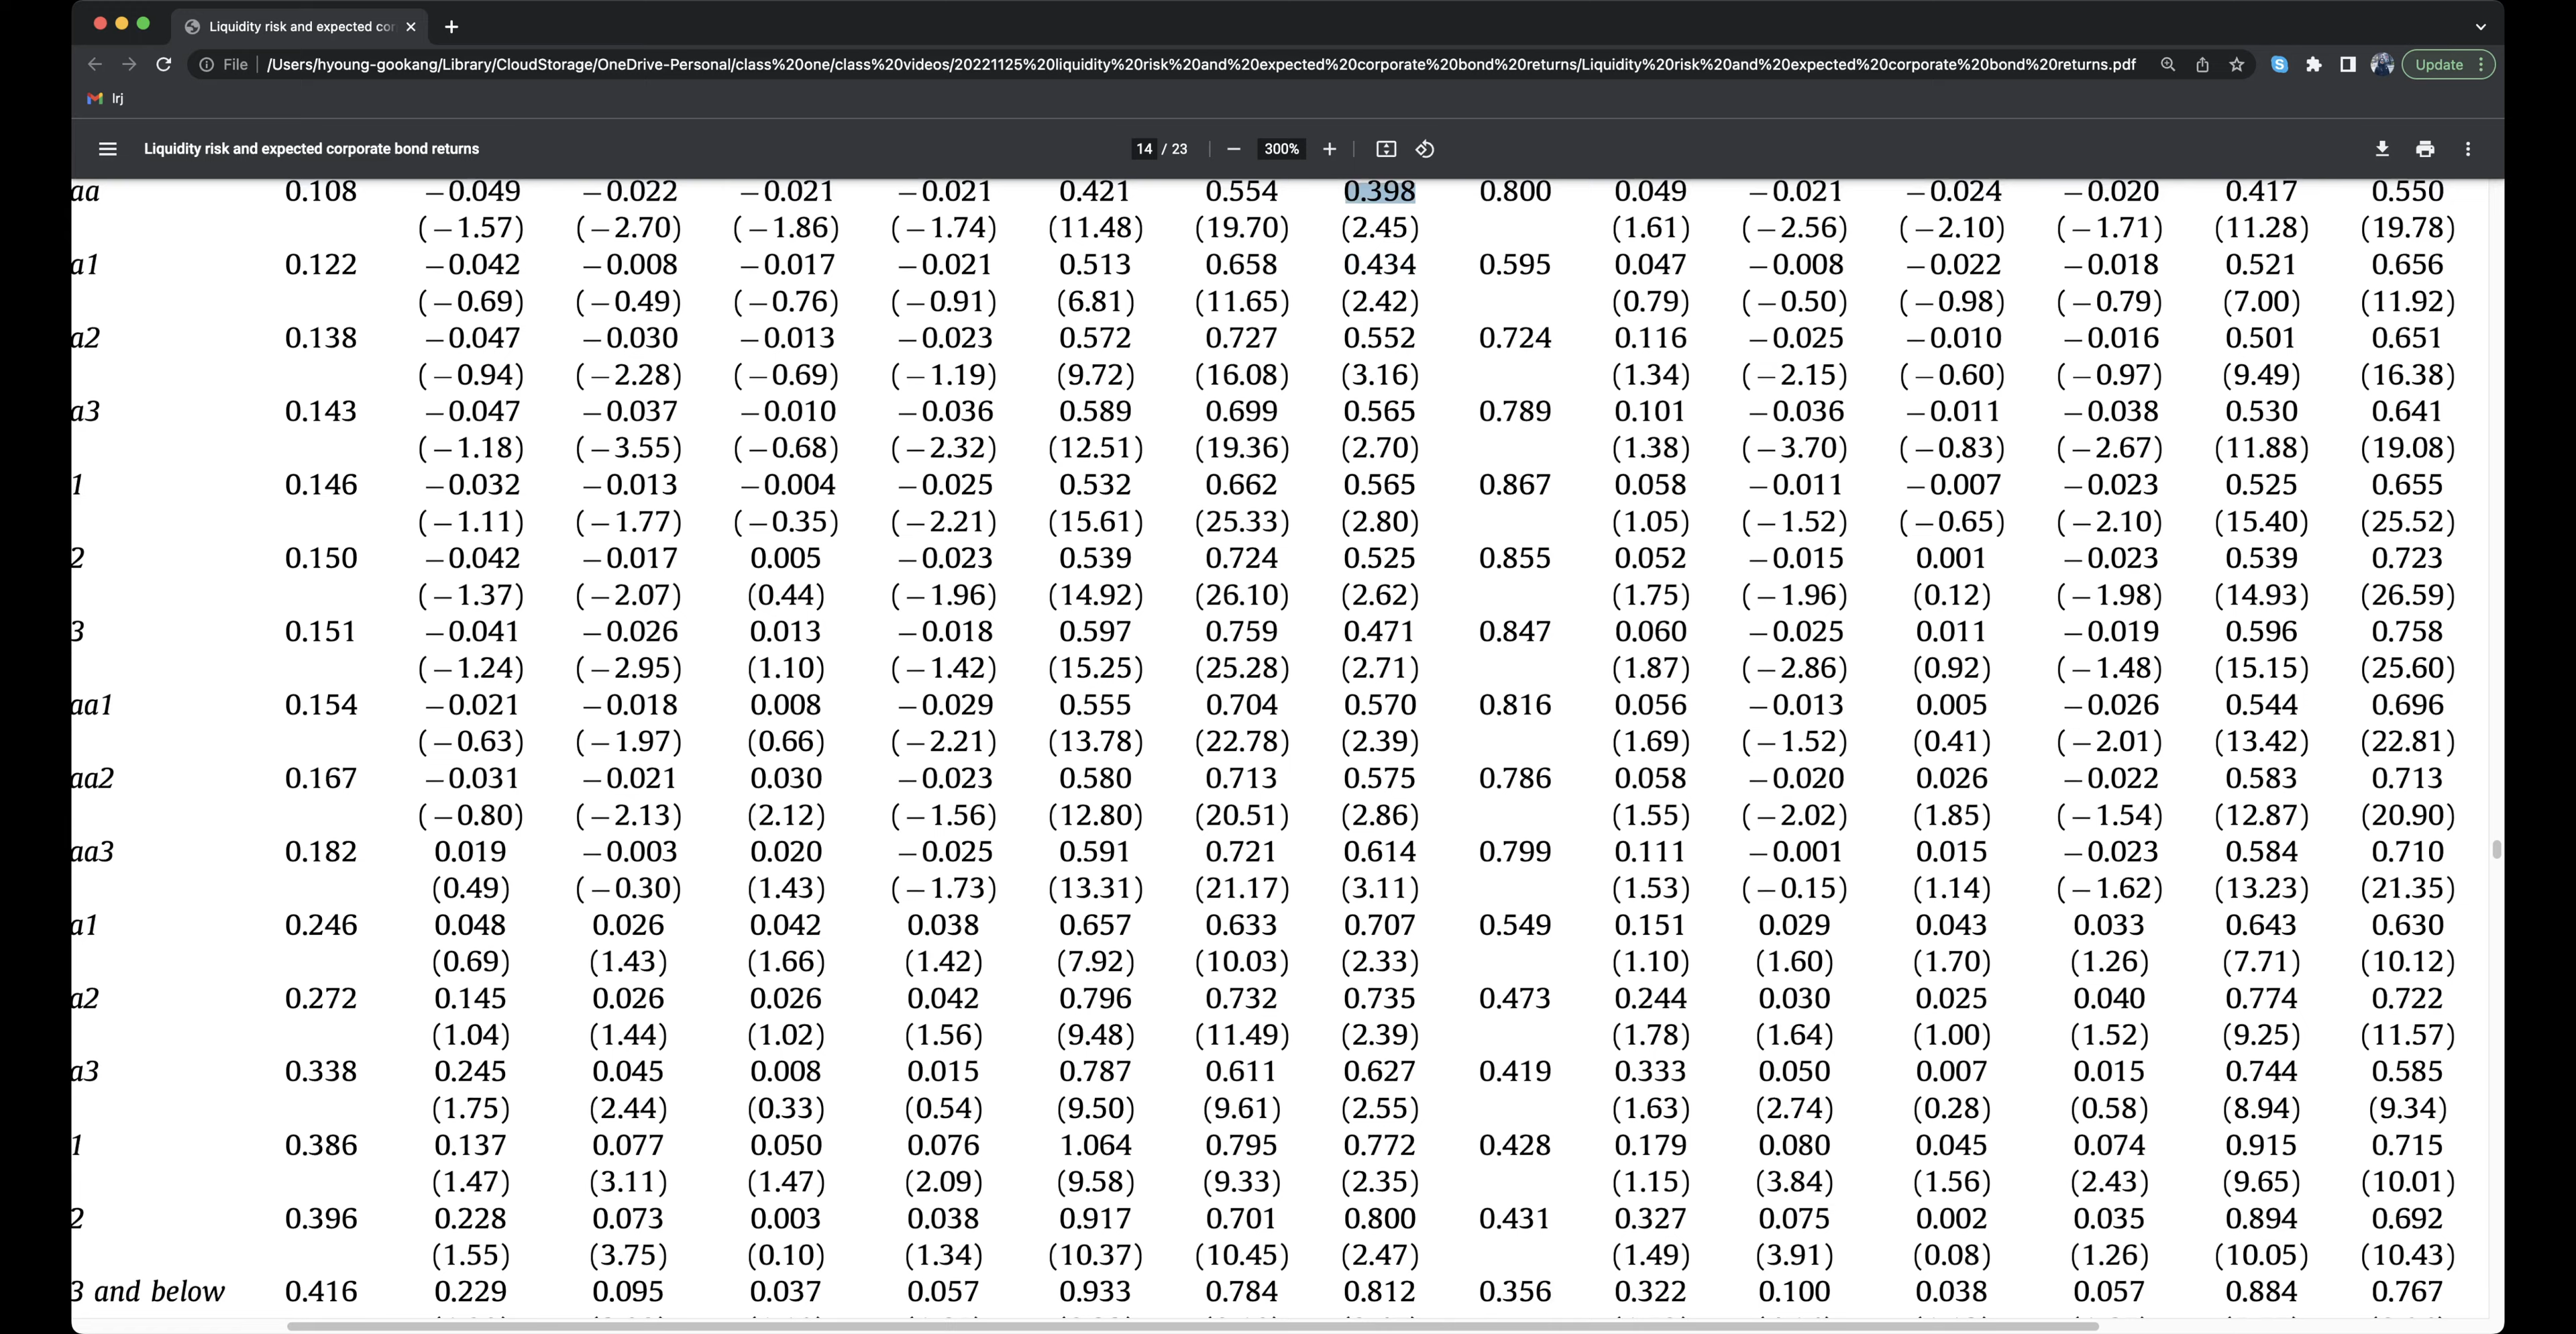 Liquidity risk and expected cor
File /Users/hyoung-gookang/Library/CloudStorage/OneDrive-Personal/class%20one/class%20videos/20221125%20liquidity%20risk%20and%20expected%20corporate%20bond%20returns/Liquidity%20risk%20and%20expected%20corporate%20bond%20returns.pdf Update
lrj
Liquidity risk and expected corporate bond returns 14 / 23 300%
aa 0.108 −0.049 −0.022 −0.021 −0.021 0.421 0.554 0.398 0.800 0.049 −0.021 −0.024 −0.020 0.417 0.550
(−1.57) (−2.70) (−1.86) (−1.74) (11.48) (19.70) (2.45) (1.61) (−2.56) (−2.10) (−1.71) (11.28) (19.78)
a1 0.122 −0.042 −0.008 −0.017 −0.021 0.513 0.658 0.434 0.595 0.047 −0.008 −0.022 −0.018 0.521 0.656
(−0.69) (−0.49) (−0.76) (−0.91) (6.81) (11.65) (2.42) (0.79) (−0.50) (−0.98) (−0.79) (7.00) (11.92)
a2 0.138 −0.047 −0.030 −0.013 −0.023 0.572 0.727 0.552 0.724 0.116 −0.025 −0.010 −0.016 0.501 0.651
(−0.94) (−2.28) (−0.69) (−1.19) (9.72) (16.08) (3.16) (1.34) (−2.15) (−0.60) (−0.97) (9.49) (16.38)
a3 0.143 −0.047 −0.037 −0.010 −0.036 0.589 0.699 0.565 0.789 0.101 −0.036 −0.011 −0.038 0.530 0.641
(−1.18) (−3.55) (−0.68) (−2.32) (12.51) (19.36) (2.70) (1.38) (−3.70) (−0.83) (−2.67) (11.88) (19.08)
1 0.146 −0.032 −0.013 −0.004 −0.025 0.532 0.662 0.565 0.867 0.058 −0.011 −0.007 −0.023 0.525 0.655
(−1.11) (−1.77) (−0.35) (−2.21) (15.61) (25.33) (2.80) (1.05) (−1.52) (−0.65) (−2.10) (15.40) (25.52)
2 0.150 −0.042 −0.017 0.005 −0.023 0.539 0.724 0.525 0.855 0.052 −0.015 0.001 −0.023 0.539 0.723
(−1.37) (−2.07) (0.44) (−1.96) (14.92) (26.10) (2.62) (1.75) (−1.96) (0.12) (−1.98) (14.93) (26.59)
3 0.151 −0.041 −0.026 0.013 −0.018 0.597 0.759 0.471 0.847 0.060 −0.025 0.011 −0.019 0.596 0.758
(−1.24) (−2.95) (1.10) (−1.42) (15.25) (25.28) (2.71) (1.87) (−2.86) (0.92) (−1.48) (15.15) (25.60)
aa1 0.154 −0.021 −0.018 0.008 −0.029 0.555 0.704 0.570 0.816 0.056 −0.013 0.005 −0.026 0.544 0.696
(−0.63) (−1.97) (0.66) (−2.21) (13.78) (22.78) (2.39) (1.69) (−1.52) (0.41) (−2.01) (13.42) (22.81)
aa2 0.167 −0.031 −0.021 0.030 −0.023 0.580 0.713 0.575 0.786 0.058 −0.020 0.026 −0.022 0.583 0.713
(−0.80) (−2.13) (2.12) (−1.56) (12.80) (20.51) (2.86) (1.55) (−2.02) (1.85) (−1.54) (12.87) (20.90)
aa3 0.182 0.019 −0.003 0.020 −0.025 0.591 0.721 0.614 0.799 0.111 −0.001 0.015 −0.023 0.584 0.710
(0.49) (−0.30) (1.43) (−1.73) (13.31) (21.17) (3.11) (1.53) (−0.15) (1.14) (−1.62) (13.23) (21.35)
a1 0.246 0.048 0.026 0.042 0.038 0.657 0.633 0.707 0.549 0.151 0.029 0.043 0.033 0.643 0.630
(0.69) (1.43) (1.66) (1.42) (7.92) (10.03) (2.33) (1.10) (1.60) (1.70) (1.26) (7.71) (10.12)
a2 0.272 0.145 0.026 0.026 0.042 0.796 0.732 0.735 0.473 0.244 0.030 0.025 0.040 0.774 0.722
(1.04) (1.44) (1.02) (1.56) (9.48) (11.49) (2.39) (1.78) (1.64) (1.00) (1.52) (9.25) (11.57)
a3 0.338 0.245 0.045 0.008 0.015 0.787 0.611 0.627 0.419 0.333 0.050 0.007 0.015 0.744 0.585
(1.75) (2.44) (0.33) (0.54) (9.50) (9.61) (2.55) (1.63) (2.74) (0.28) (0.58) (8.94) (9.34)
1 0.386 0.137 0.077 0.050 0.076 1.064 0.795 0.772 0.428 0.179 0.080 0.045 0.074 0.915 0.715
(1.47) (3.11) (1.47) (2.09) (9.58) (9.33) (2.35) (1.15) (3.84) (1.56) (2.43) (9.65) (10.01)
2 0.396 0.228 0.073 0.003 0.038 0.917 0.701 0.800 0.431 0.327 0.075 0.002 0.035 0.894 0.692
(1.55) (3.75) (0.10) (1.34) (10.37) (10.45) (2.47) (1.49) (3.91) (0.08) (1.26) (10.05) (10.43)
3 and below 0.416 0.229 0.095 0.037 0.057 0.933 0.784 0.812 0.356 0.322 0.100 0.038 0.057 0.884 0.767